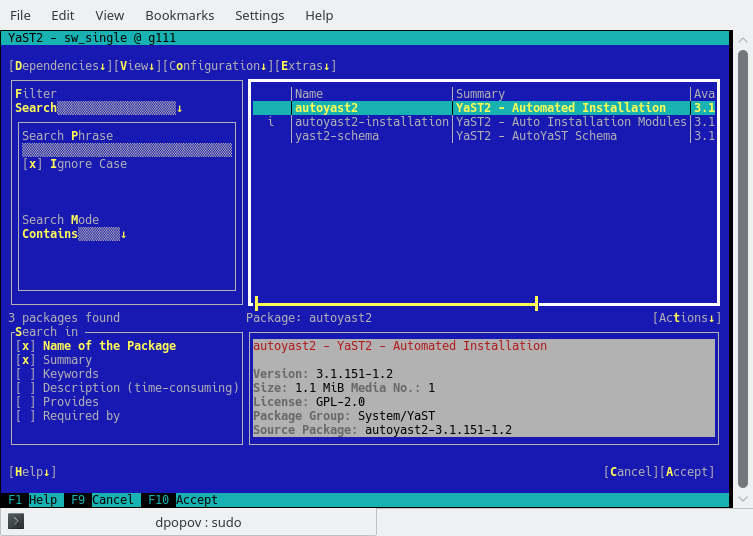 File Edit View Bookmarks Settings Help
YaST2 - sw_single @ g111
[Dependencies↓][View↓][Configuration↓][Extras↓]
Filter
Search↓
Search Phrase
[x] Ignore Case
Search Mode
Contains↓
Name Summary Ava
autoyast2 YaST2 - Automated Installation 3.1
i autoyast2-installation YaST2 - Auto Installation Modules 3.1
yast2-schema YaST2 - AutoYaST Schema 3.1
3 packages found Package: autoyast2 [Actions↓]
Search in
[x] Name of the Package
[x] Summary
[ ] Keywords
[ ] Description (time-consuming)
[ ] Provides
[ ] Required by
autoyast2 - YaST2 - Automated Installation
Version: 3.1.151-1.2
Size: 1.1 MiB Media No.: 1
License: GPL-2.0
Package Group: System/YaST
Source Package: autoyast2-3.1.151-1.2
[Help↓] [Cancel][Accept]
F1 Help F9 Cancel F10 Accept
dpopov : sudo